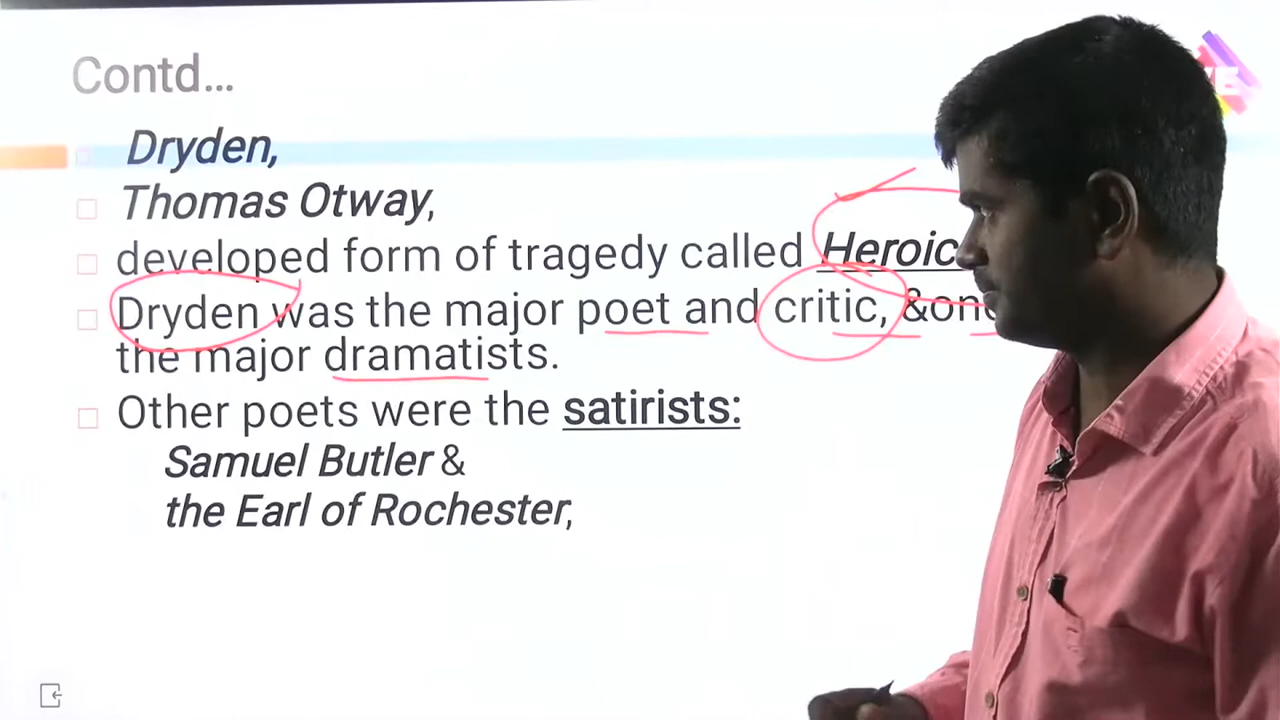 Contd...
Dryden,
Thomas Otway,
developed form of tragedy called Heroic
Dryden was the major poet and critic, &one
the major dramatists.
Other poets were the satirists:
Samuel Butler &
the Earl of Rochester,